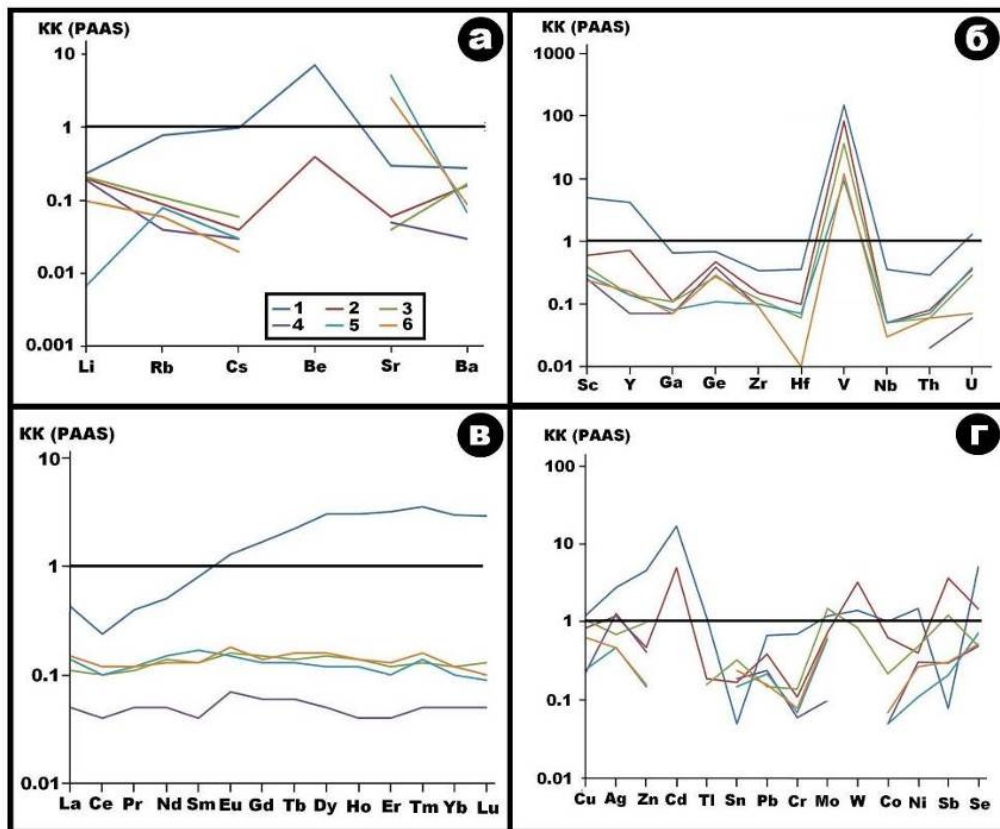 КК (PAAS)
а
10
1
0.1
0.01
0.001
1 2 3
4 5 6
Li Rb Cs Be Sr Ba
КК (PAAS)
б
1000
100
10
1
0.1
0.01
Sc Y Ga Ge Zr Hf V Nb Th U
КК (PAAS)
в
10
1
0.1
0.01
La Ce Pr Nd Sm Eu Gd Tb Dy Ho Er Tm Yb Lu
КК (PAAS)
г
100
10
1
0.1
0.01
Cu Ag Zn Cd Tl Sn Pb Cr Mo W Co Ni Sb Se